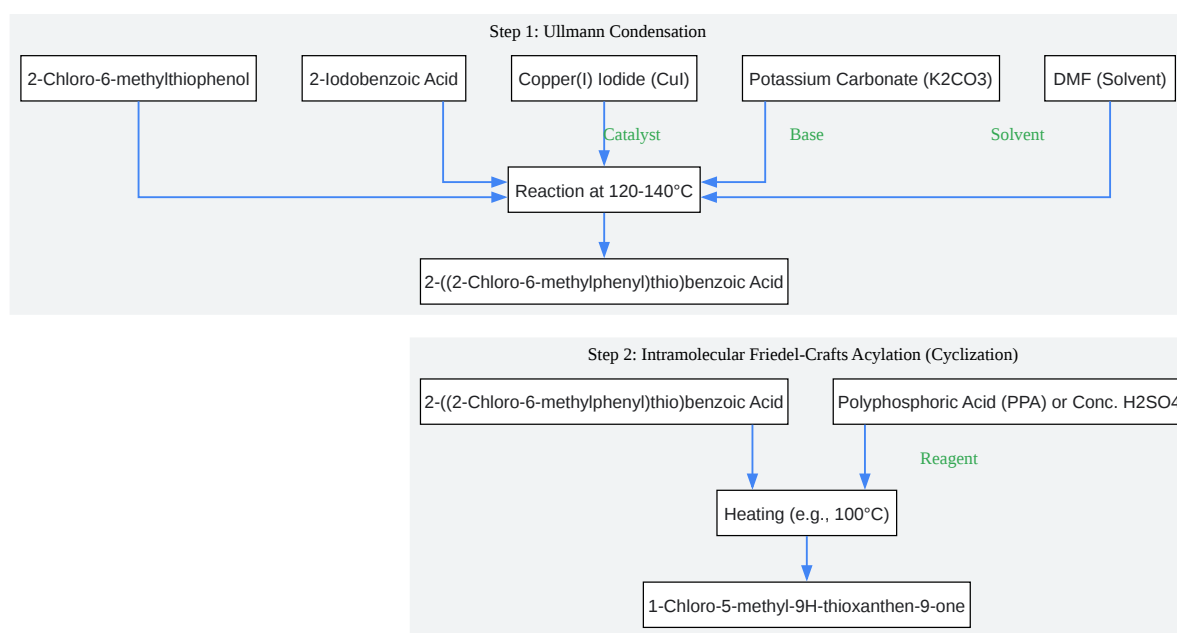 Step 1: Ullmann Condensation
2-Chloro-6-methylthiophenol
2-Iodobenzoic Acid
Copper(I) Iodide (CuI)
Potassium Carbonate (K2CO3)
DMF (Solvent)
Catalyst
Base
Solvent
Reaction at 120-140°C
2-((2-Chloro-6-methylphenyl)thio)benzoic Acid
Step 2: Intramolecular Friedel-Crafts Acylation (Cyclization)
2-((2-Chloro-6-methylphenyl)thio)benzoic Acid
Polyphosphoric Acid (PPA) or Conc. H2SO4
Reagent
Heating (e.g., 100°C)
1-Chloro-5-methyl-9H-thioxanthen-9-one